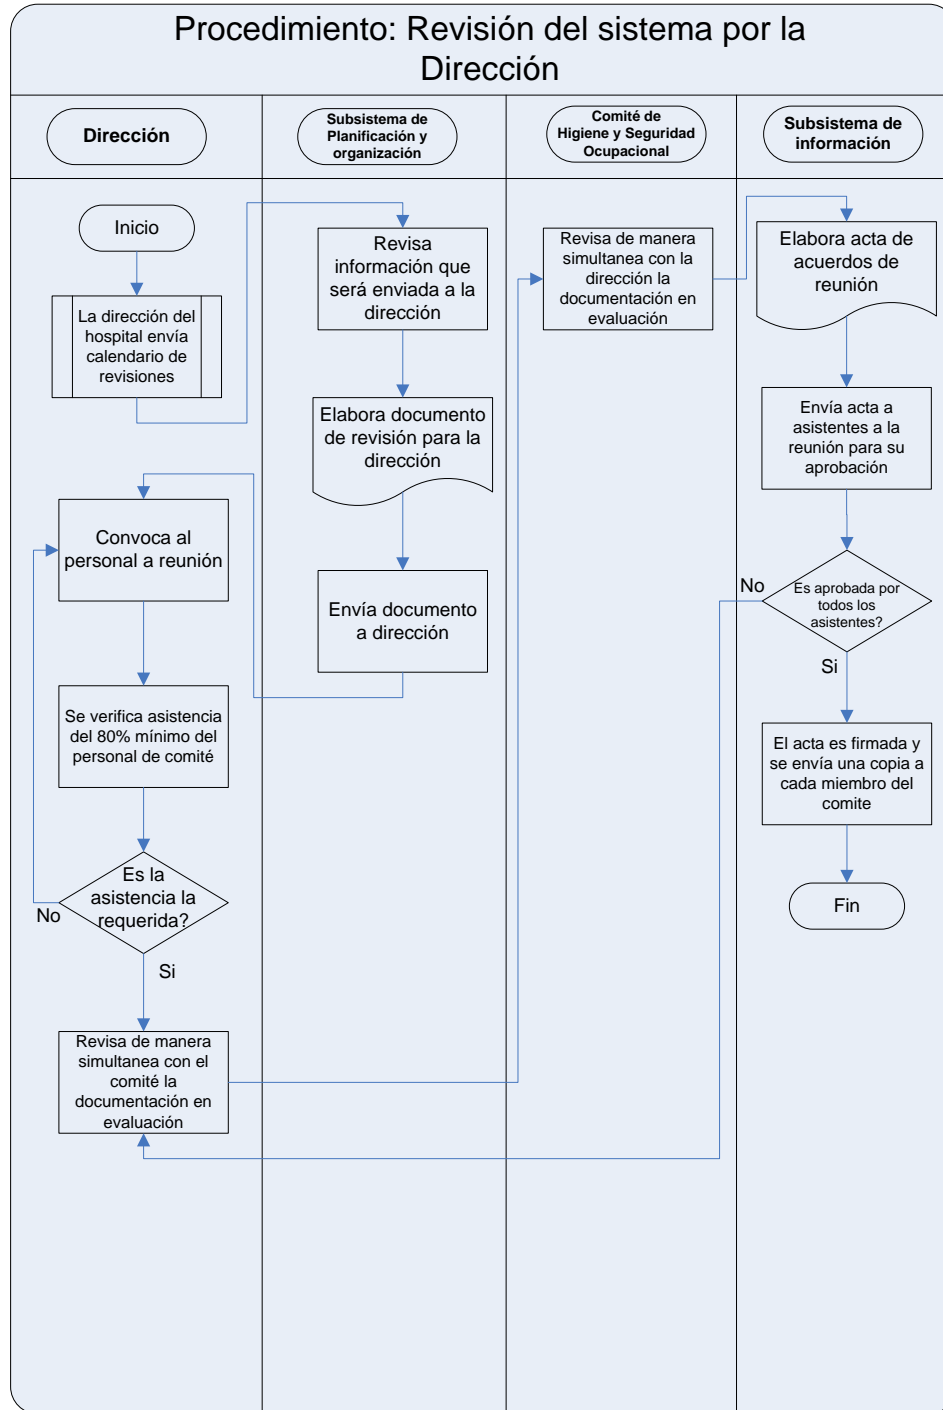 Procedimiento: Revisión del sistema por la
Dirección
Dirección
Subsistema de
Planificación y
organización
Comité de
Higiene y Seguridad
Ocupacional
Subsistema de
información
Inicio
La dirección del
hospital envía
calendario de
revisiones
Convoca al
personal a reunión
Se verifica asistencia
del 80% mínimo del
personal de comité
Es la
asistencia la
requerida?
No
Si
Revisa de manera
simultanea con el
comité la
documentación en
evaluación
Revisa
información que
será enviada a la
dirección
Elabora documento
de revisión para la
dirección
Envía documento
a dirección
Revisa de manera
simultanea con la
dirección la
documentación en
evaluación
Elabora acta de
acuerdos de
reunión
Envía acta a
asistentes a la
reunión para su
aprobación
No
Es aprobada por
todos los
asistentes?
Si
El acta es firmada y
se envía una copia a
cada miembro del
comite
Fin